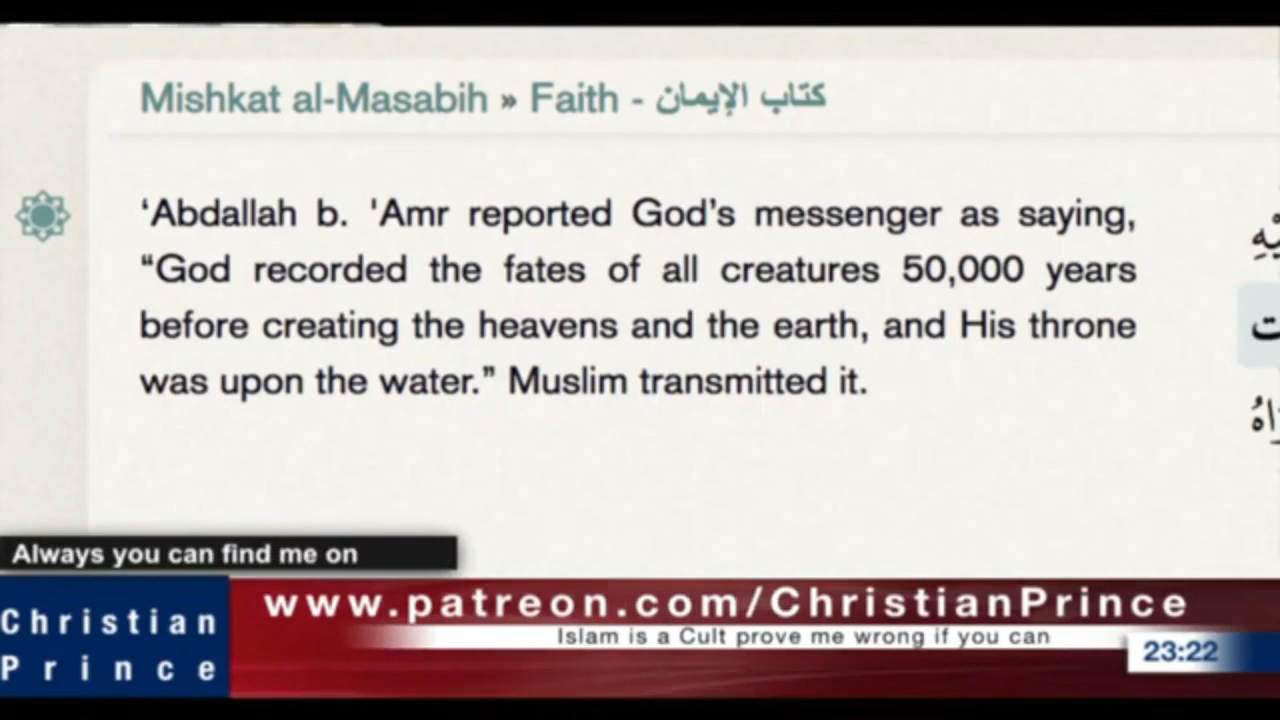 Mishkat al-Masabih » Faith - كتاب الإيمان
‘Abdallah b. 'Amr reported God’s messenger as saying,
“God recorded the fates of all creatures 50,000 years
before creating the heavens and the earth, and His throne
was upon the water.” Muslim transmitted it.
Always you can find me on
Christian
Prince
www.patreon.com/ChristianPrince
Islam is a Cult prove me wrong if you can
23:22